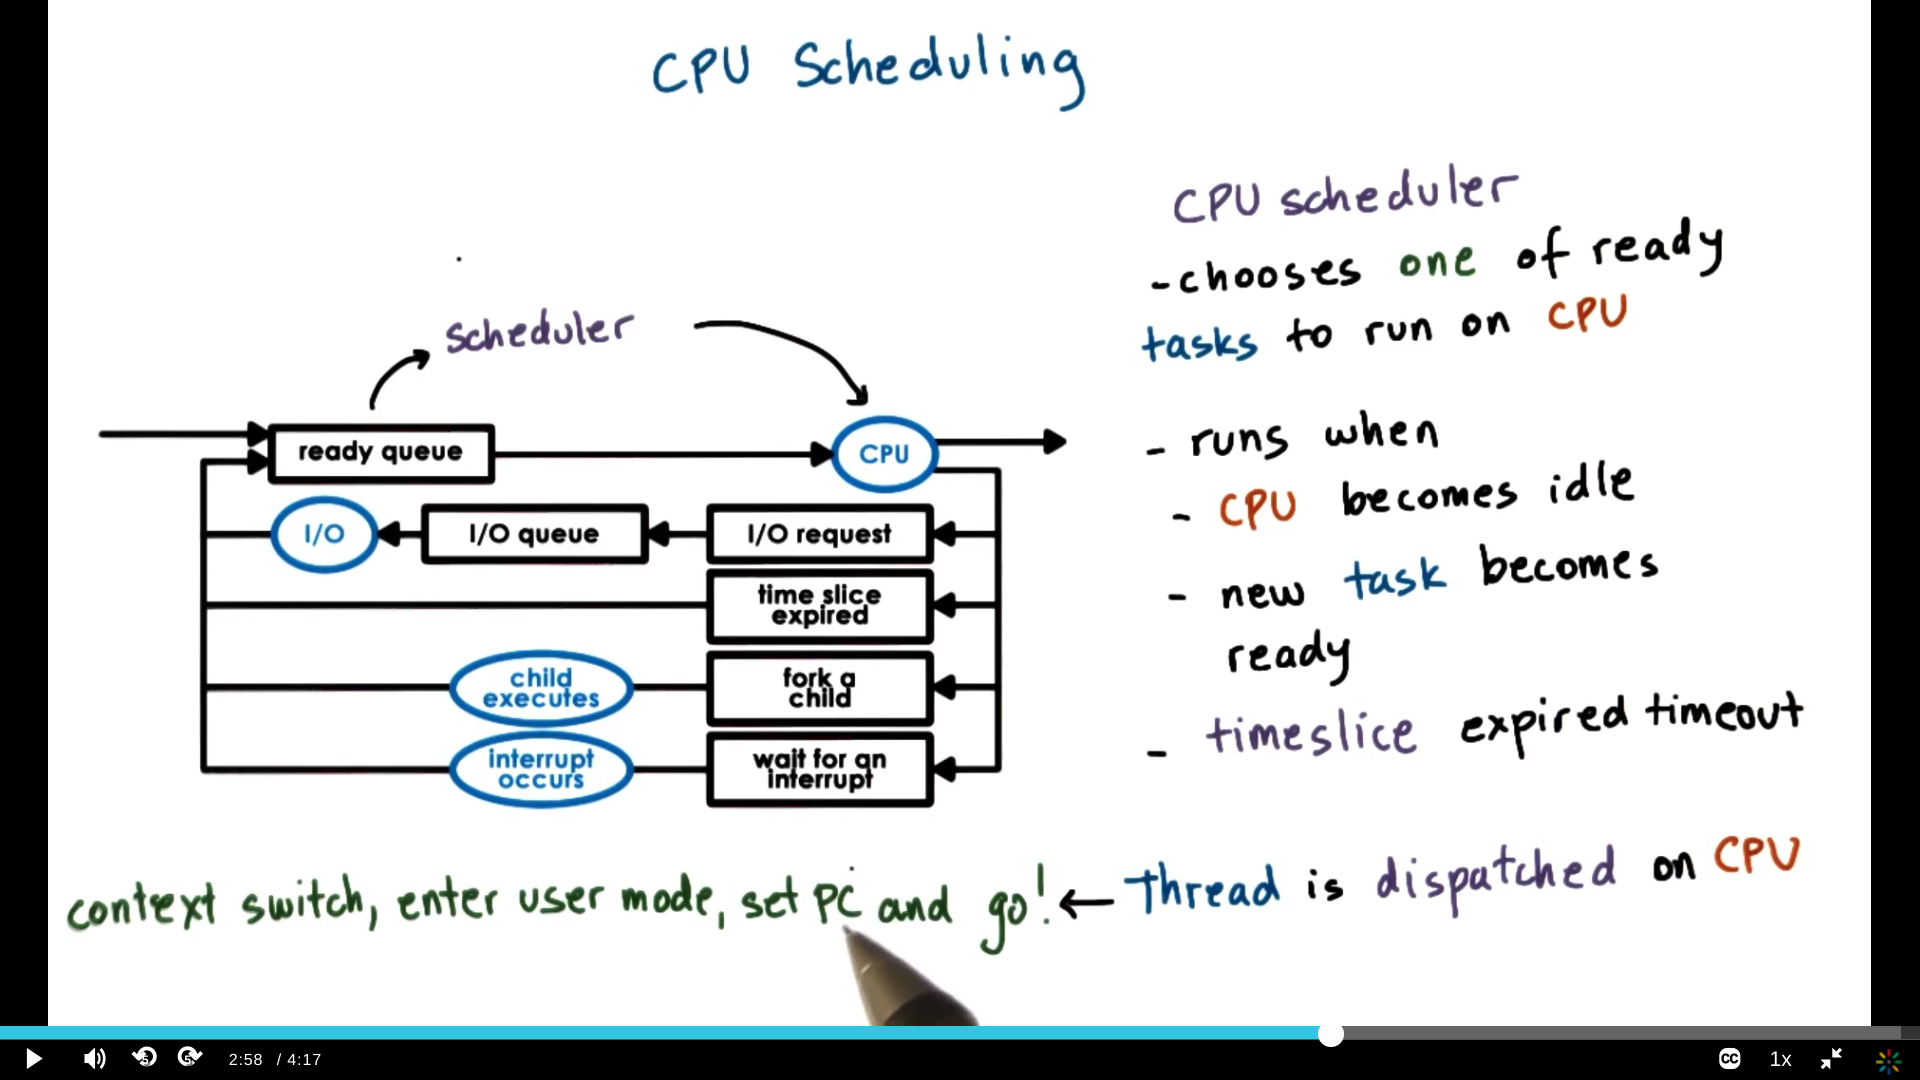 CPU Scheduling
CPU scheduler
-chooses one of ready
tasks to run on CPU
- runs when
- CPU becomes idle
- new task becomes
ready
- timeslice expired timeout
scheduler
ready queue
CPU
I/O
I/O queue
I/O request
time slice
expired
child
executes
fork a
child
interrupt
occurs
wait for an
interrupt
context switch, enter user mode, set PC and go! ← Thread is dispatched on CPU
5
5
2:58 / 4:17
CC
1x